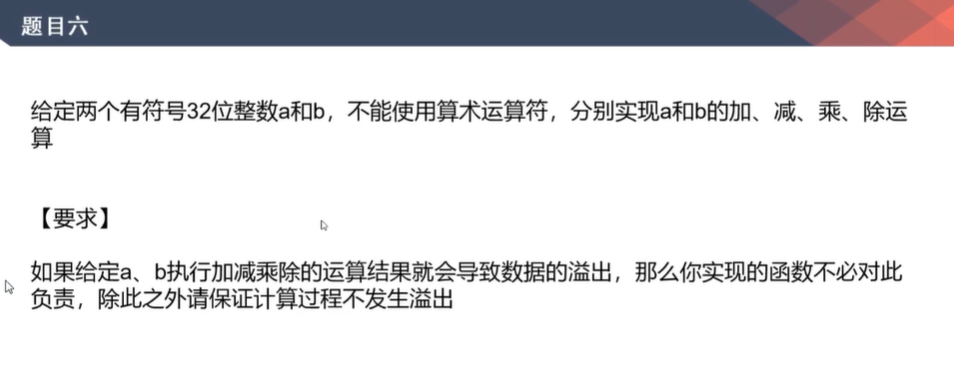 题目六
给定两个有符号32位整数a和b，不能使用算术运算符，分别实现a和b的加、减、乘、除运
算
【要求】
如果给定a、b执行加减乘除的运算结果就会导致数据的溢出，那么你实现的函数不必对此
负责，除此之外请保证计算过程不发生溢出